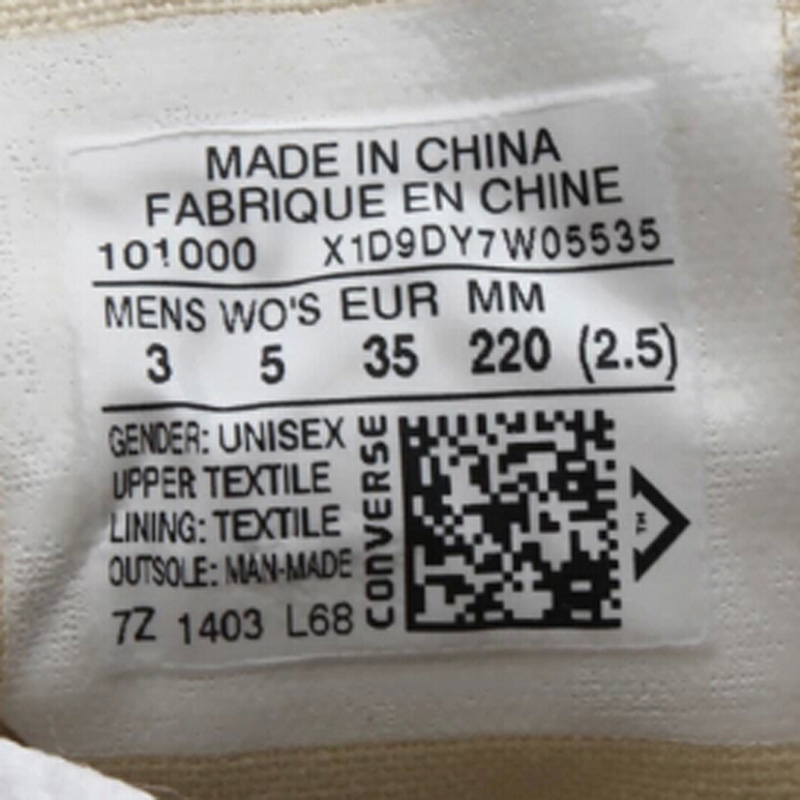 MADE IN CHINA
FABRIQUE EN CHINE
101000 X1D9DY7W05535
MENS WO'S EUR MM
3 5 35 220 (2.5)
GENDER: UNISEX
UPPER TEXTILE
LINING: TEXTILE
OUTSOLE: MAN-MADE
7Z 1403 L68
CONVERSE
TM